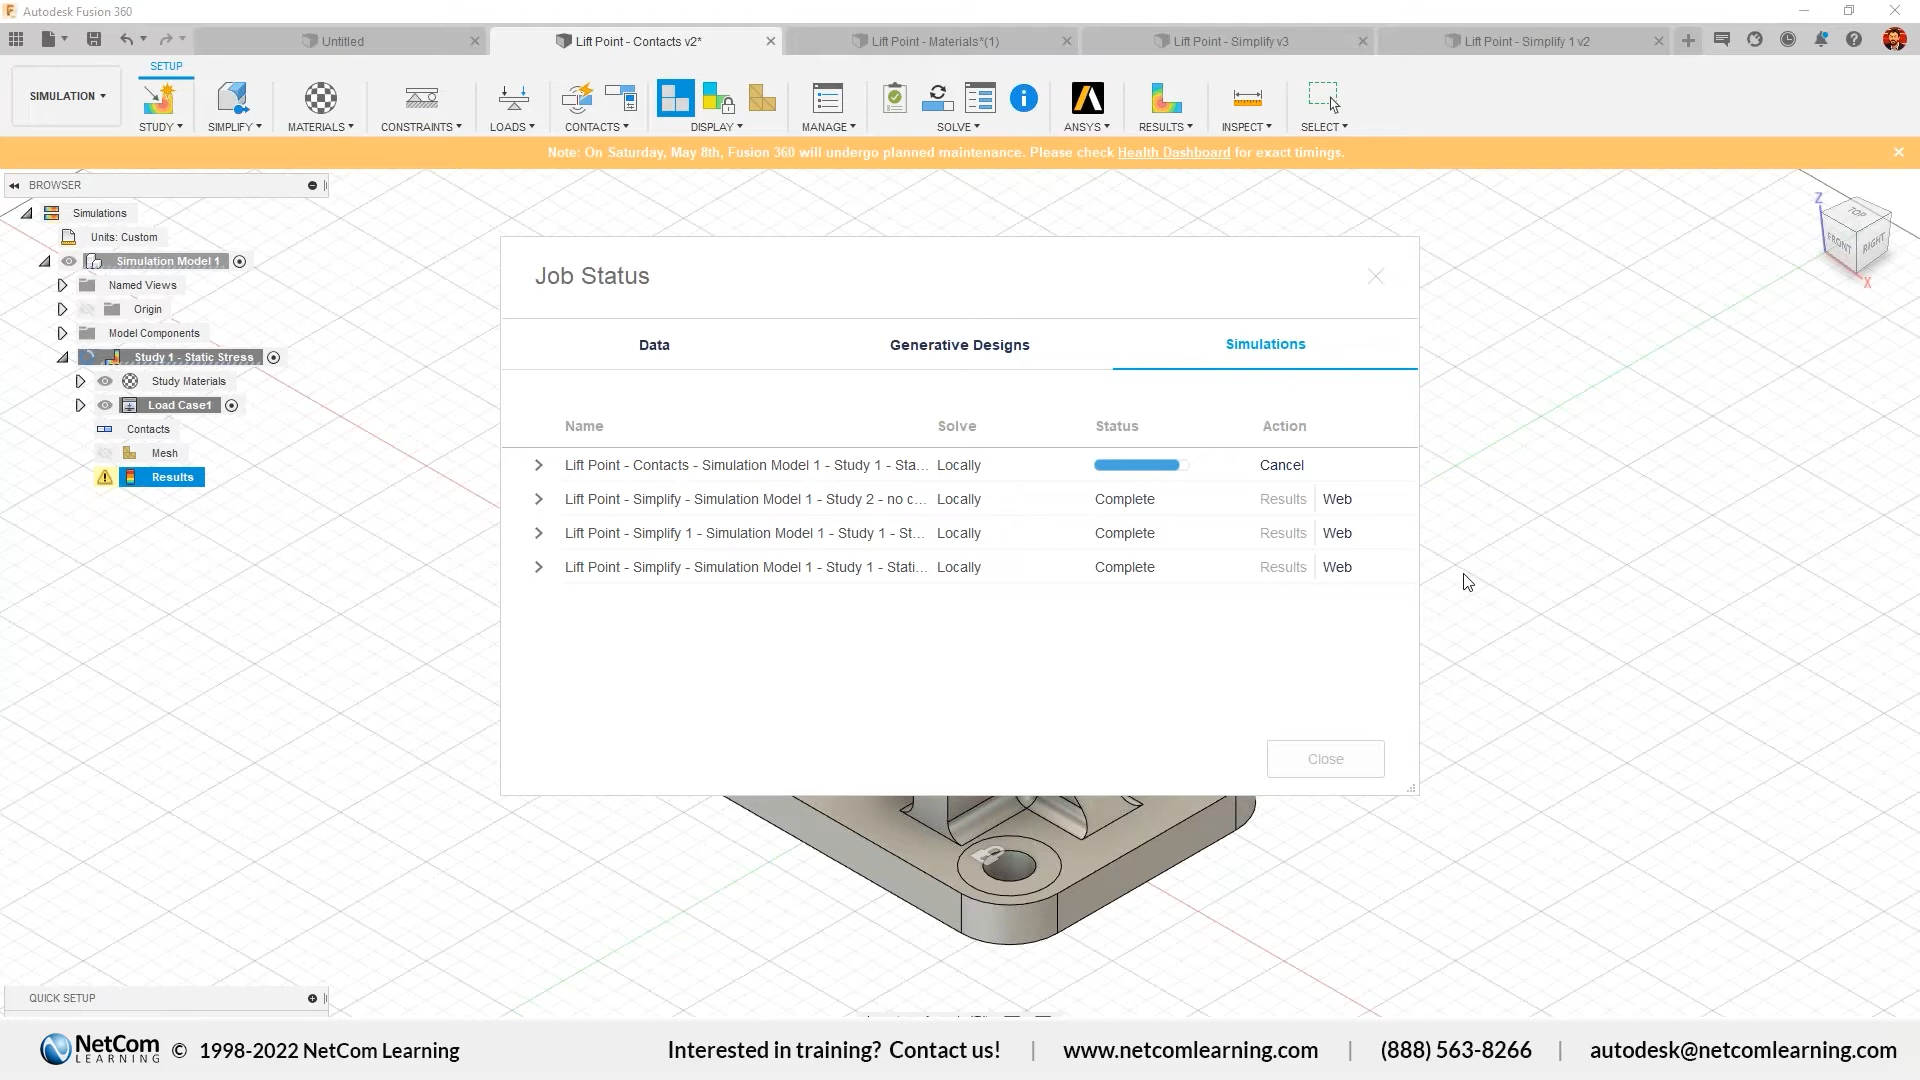 Autodesk Fusion 360
Untitled
Lift Point - Contacts v2*
Lift Point - Materials*(1)
Lift Point - Simplify v3
Lift Point - Simplify 1 v2
SETUP
SIMULATION
STUDY
SIMPLIFY
MATERIALS
CONSTRAINTS
LOADS
CONTACTS
DISPLAY
MANAGE
SOLVE
ANSYS
RESULTS
INSPECT
SELECT
Note: On Saturday, May 8th, Fusion 360 will undergo planned maintenance. Please check Health Dashboard for exact timings.
BROWSER
Simulations
Units: Custom
Simulation Model 1
Named Views
Origin
Model Components
Study 1 - Static Stress
Study Materials
Load Case1
Contacts
Mesh
Results
Z
TOP
FRONT
RIGHT
X
Job Status
Data
Generative Designs
Simulations
Name Solve Status Action
Lift Point - Contacts - Simulation Model 1 - Study 1 - Sta... Locally Cancel
Lift Point - Simplify - Simulation Model 1 - Study 2 - no c... Locally Complete Results Web
Lift Point - Simplify 1 - Simulation Model 1 - Study 1 - St... Locally Complete Results Web
Lift Point - Simplify - Simulation Model 1 - Study 1 - Stati... Locally Complete Results Web
Close
QUICK SETUP
NetCom LEARNING © 1998-2022 NetCom Learning
Interested in training? Contact us! | www.netcomlearning.com | (888) 563-8266 | autodesk@netcomlearning.com